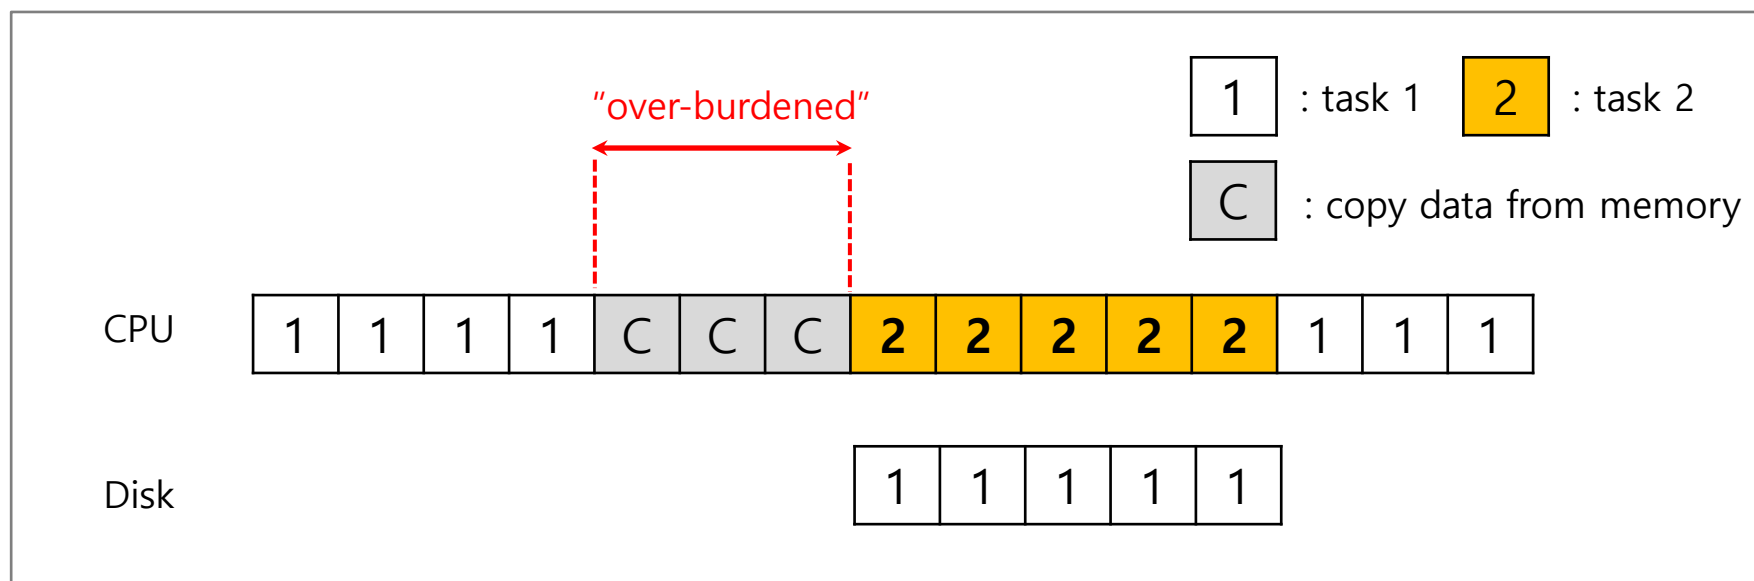 1 : task 1 2 : task 2
“over-burdened“
C : copy data from memory
CPU 1 1 1 1 C C C 2 2 2 2 2 1 1 1
Disk 1 1 1 1 1